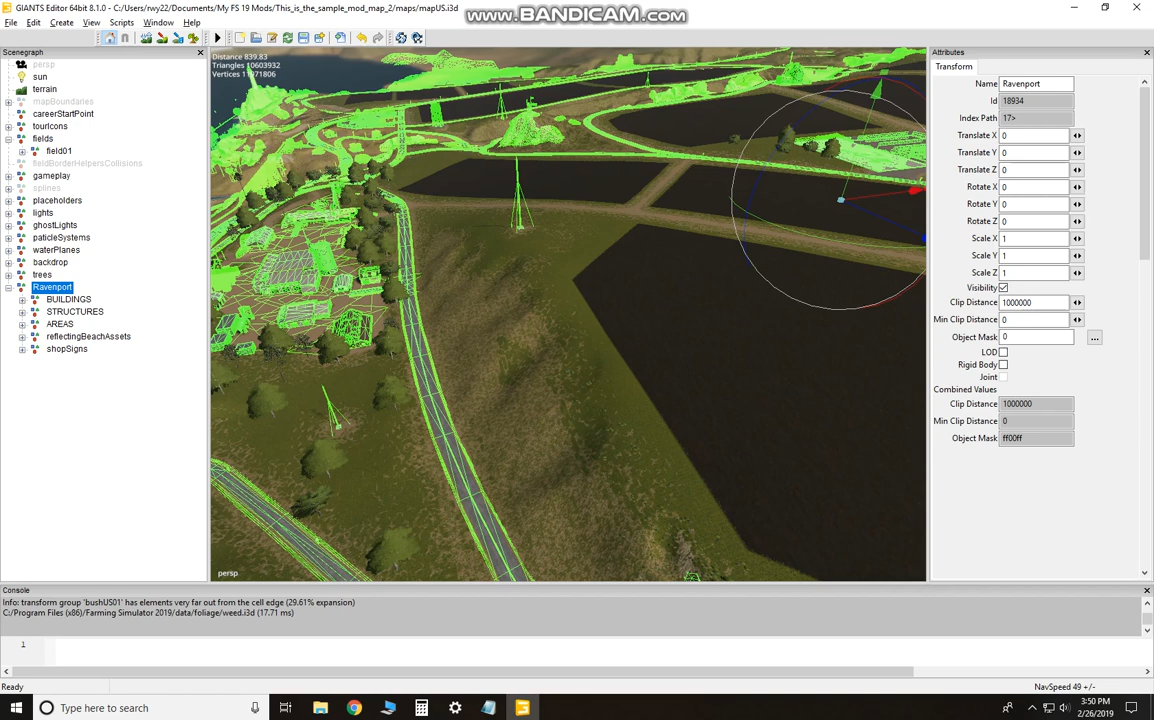 GIANTS Editor 64bit 8.1.0 - C:/Users/rwy22/Documents/My FS 19 Mods/This_is_the_sample_mod_map_2/maps/mapUS.i3d
www.BANDICAM.com
File Edit Create View Scripts Window Help
Scenegraph
persp
sun
terrain
mapBoundaries
careerStartPoint
tourIcons
fields
field01
fieldBorderHelpersCollisions
gameplay
splines
placeholders
lights
ghostLights
paticleSystems
waterPlanes
backdrop
trees
Ravenport
BUILDINGS
STRUCTURES
AREAS
reflectingBeachAssets
shopSigns
Distance 839.83
Triangles 10603932
Vertices 11971806
persp
Attributes
Transform
Name Ravenport
Id 18934
Index Path 17>
Translate X 0
Translate Y 0
Translate Z 0
Rotate X 0
Rotate Y 0
Rotate Z 0
Scale X 1
Scale Y 1
Scale Z 1
Visibility
Clip Distance 1000000
Min Clip Distance 0
Object Mask 0 ...
LOD
Rigid Body
Joint
Combined Values
Clip Distance 1000000
Min Clip Distance 0
Object Mask ff00ff
Console
Info: transform group 'bushUS01' has elements very far out from the cell edge (29.61% expansion)
C:/Program Files (x86)/Farming Simulator 2019/data/foliage/weed.i3d (17.71 ms)
1
Ready
NavSpeed 49 +/-
Type here to search
3:50 PM
2/26/2019